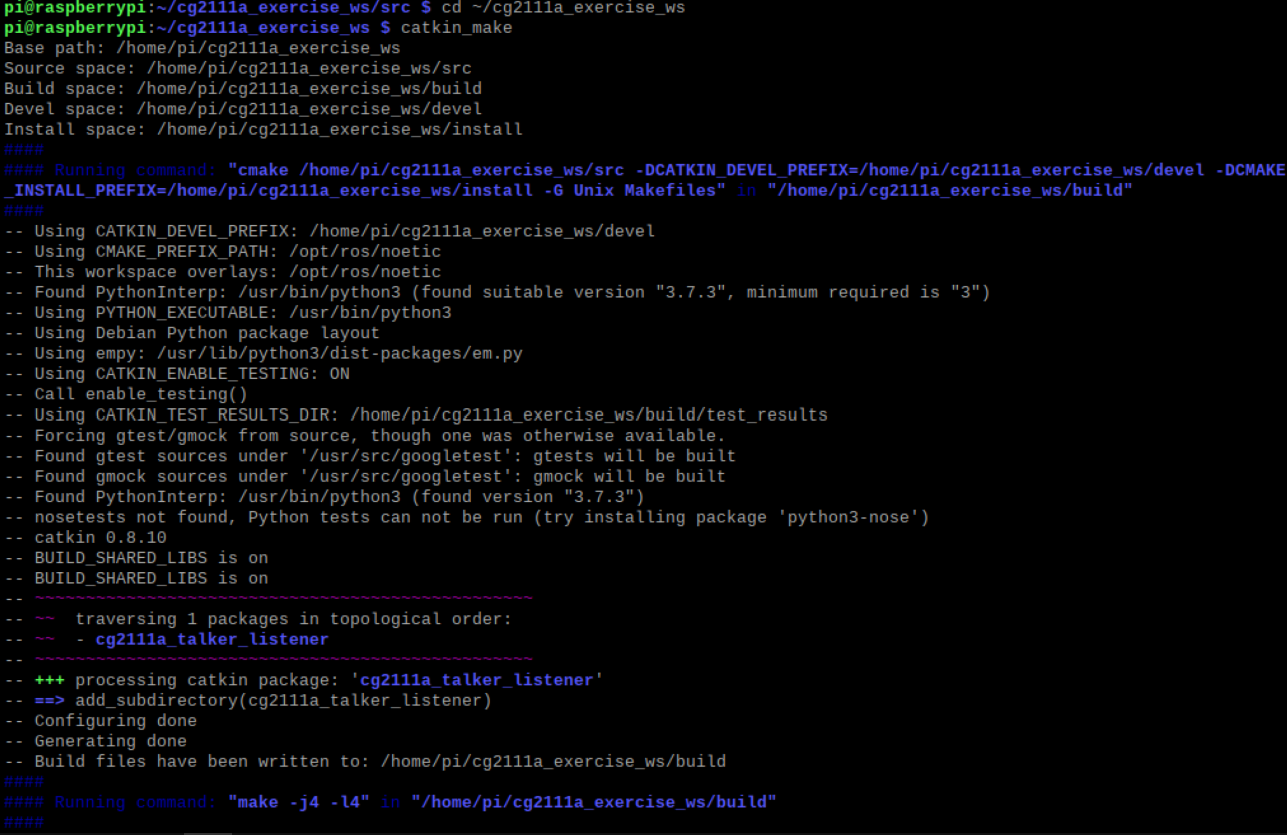 pi@raspberrypi:~/cg2111a_exercise_ws/src $ cd ~/cg2111a_exercise_ws
pi@raspberrypi:~/cg2111a_exercise_ws $ catkin_make
Base path: /home/pi/cg2111a_exercise_ws
Source space: /home/pi/cg2111a_exercise_ws/src
Build space: /home/pi/cg2111a_exercise_ws/build
Devel space: /home/pi/cg2111a_exercise_ws/devel
Install space: /home/pi/cg2111a_exercise_ws/install
####
#### Running command: "cmake /home/pi/cg2111a_exercise_ws/src -DCATKIN_DEVEL_PREFIX=/home/pi/cg2111a_exercise_ws/devel -DCMAKE
_INSTALL_PREFIX=/home/pi/cg2111a_exercise_ws/install -G Unix Makefiles" in "/home/pi/cg2111a_exercise_ws/build"
####
-- Using CATKIN_DEVEL_PREFIX: /home/pi/cg2111a_exercise_ws/devel
-- Using CMAKE_PREFIX_PATH: /opt/ros/noetic
-- This workspace overlays: /opt/ros/noetic
-- Found PythonInterp: /usr/bin/python3 (found suitable version "3.7.3", minimum required is "3")
-- Using PYTHON_EXECUTABLE: /usr/bin/python3
-- Using Debian Python package layout
-- Using empy: /usr/lib/python3/dist-packages/em.py
-- Using CATKIN_ENABLE_TESTING: ON
-- Call enable_testing()
-- Using CATKIN_TEST_RESULTS_DIR: /home/pi/cg2111a_exercise_ws/build/test_results
-- Forcing gtest/gmock from source, though one was otherwise available.
-- Found gtest sources under '/usr/src/googletest': gtests will be built
-- Found gmock sources under '/usr/src/googletest': gmock will be built
-- Found PythonInterp: /usr/bin/python3 (found version "3.7.3")
-- nosetests not found, Python tests can not be run (try installing package 'python3-nose')
-- catkin 0.8.10
-- BUILD_SHARED_LIBS is on
-- BUILD_SHARED_LIBS is on
-- ~~~~~~~~~~~~~~~~~~~~~~~~~~~~~~~~~~~~~~~~~~~~~~~~~
-- ~~  traversing 1 packages in topological order:
-- ~~  - cg2111a_talker_listener
-- ~~~~~~~~~~~~~~~~~~~~~~~~~~~~~~~~~~~~~~~~~~~~~~~~~
-- +++ processing catkin package: 'cg2111a_talker_listener'
-- ==> add_subdirectory(cg2111a_talker_listener)
-- Configuring done
-- Generating done
-- Build files have been written to: /home/pi/cg2111a_exercise_ws/build
####
#### Running command: "make -j4 -l4" in "/home/pi/cg2111a_exercise_ws/build"
####